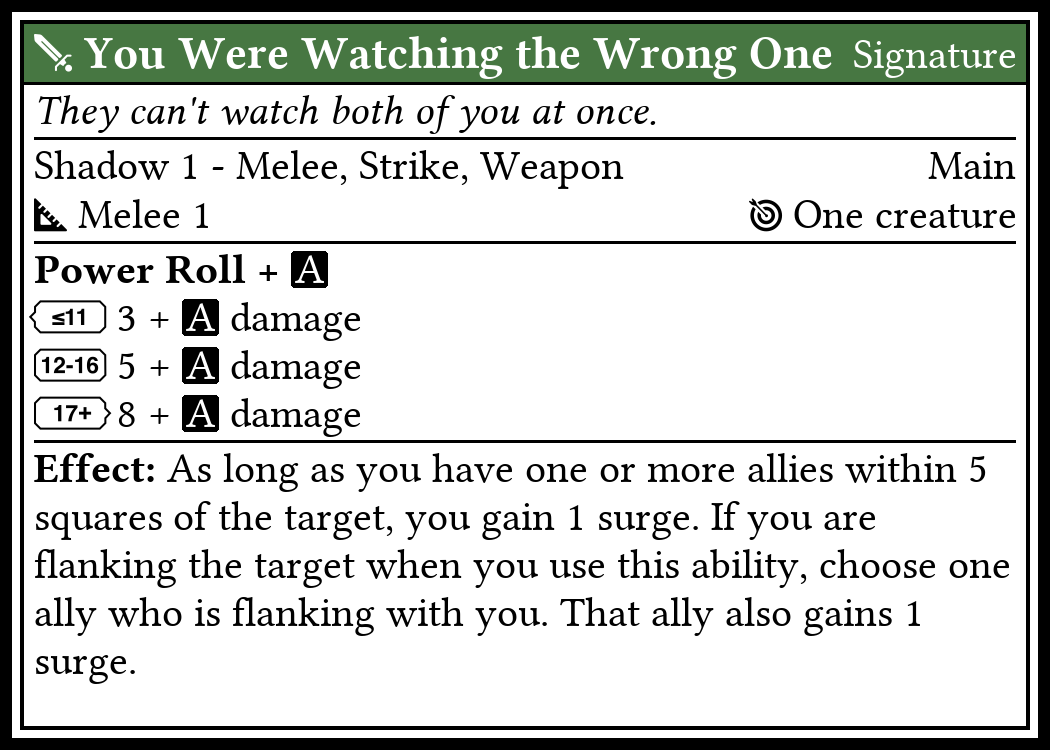 You Were Watching the Wrong One Signature
They can't watch both of you at once.
Shadow 1 - Melee, Strike, Weapon Main
Melee 1 One creature
Power Roll + A
≤11 3 + A damage
12-16 5 + A damage
17+ 8 + A damage
Effect: As long as you have one or more allies within 5
squares of the target, you gain 1 surge. If you are
flanking the target when you use this ability, choose one
ally who is flanking with you. That ally also gains 1
surge.